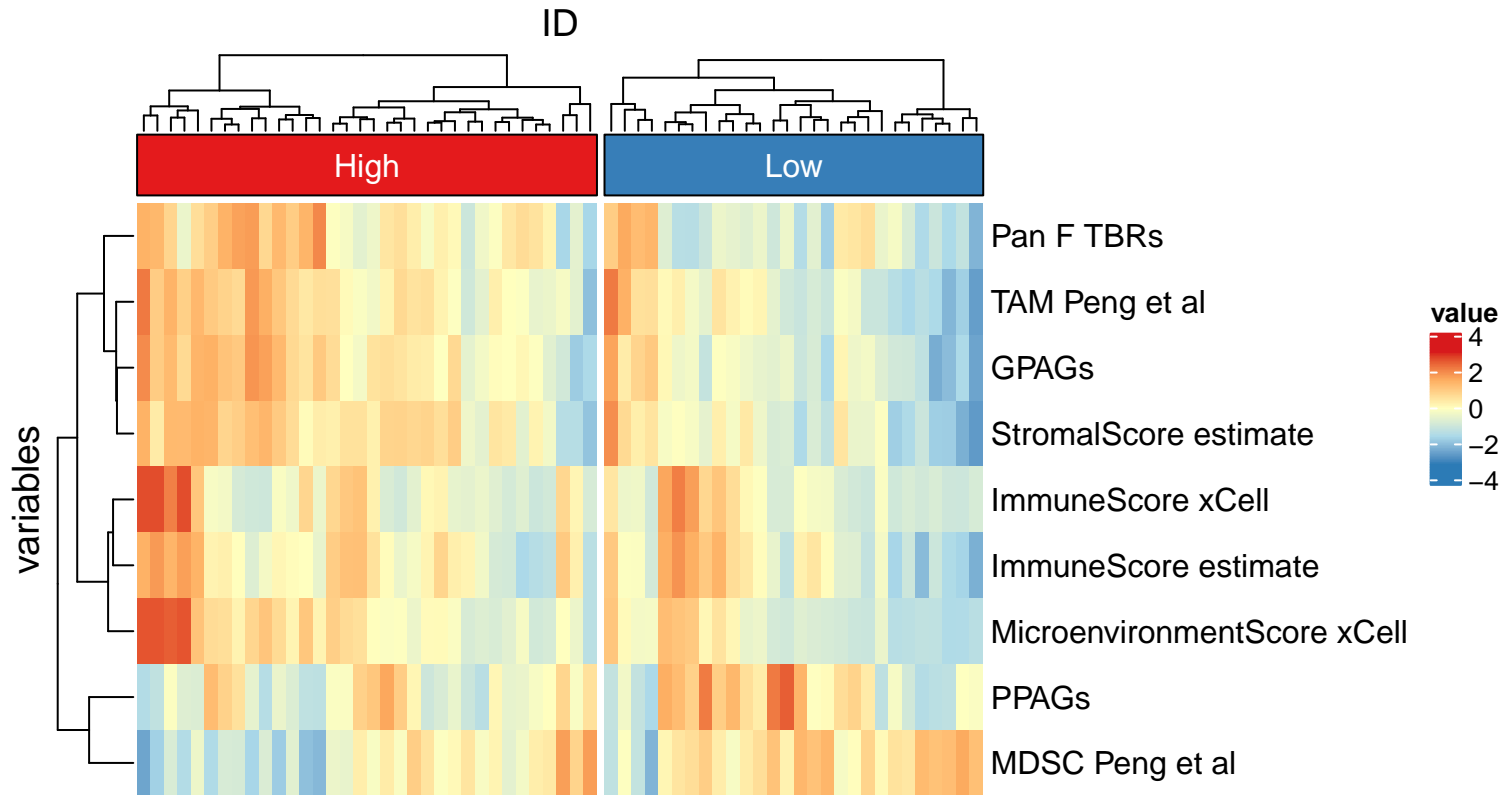 ID
High
Low
variables
Pan F TBRs
TAM Peng et al
GPAGs
StromalScore estimate
ImmuneScore xCell
ImmuneScore estimate
MicroenvironmentScore xCell
PPAGs
MDSC Peng et al
value
4
2
0
−2
−4